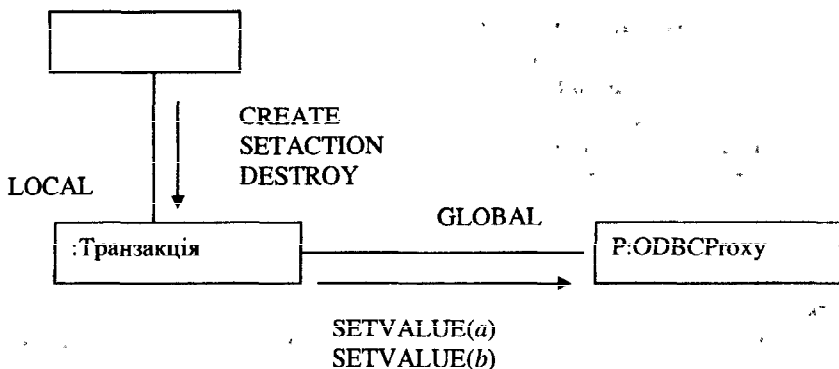 CREATE
SETACTION
DESTROY
LOCAL
GLOBAL
:Транзакція
P:ODBCProxy
SETVALUE(a)
SETVALUE(b)